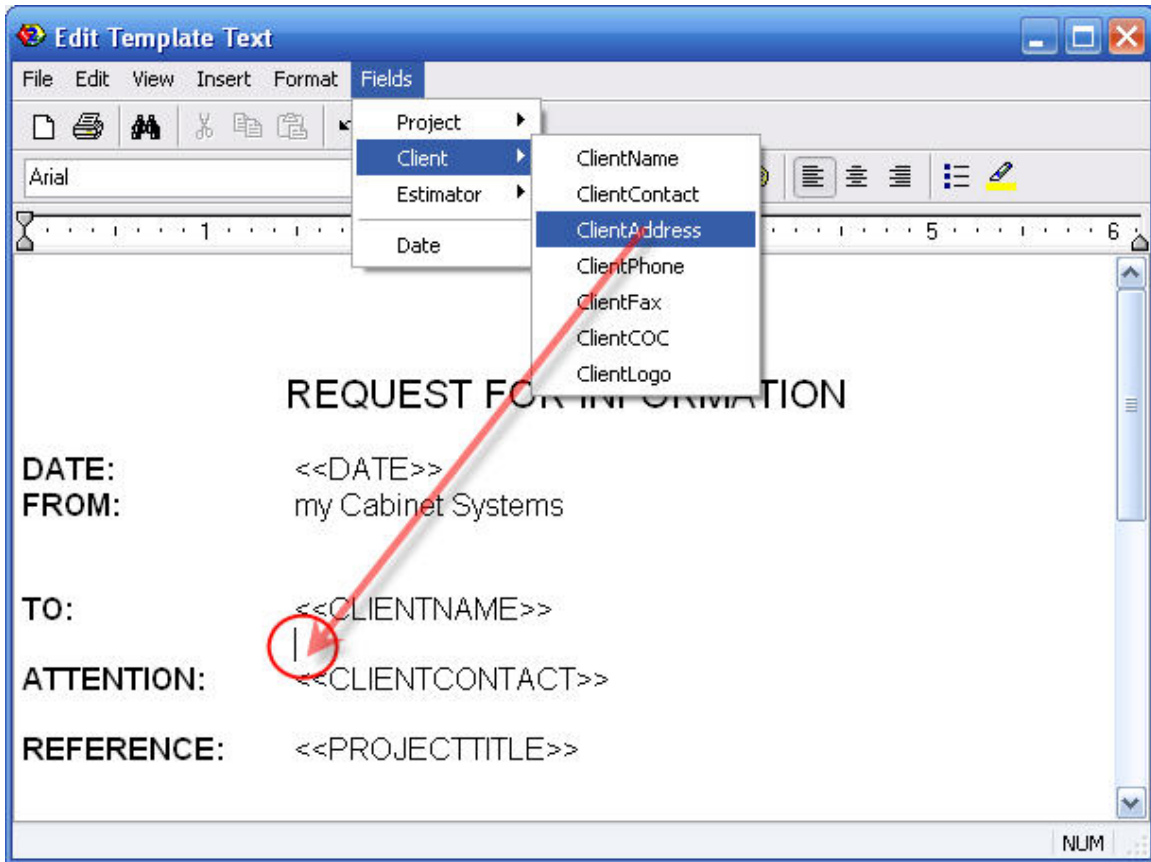 Edit Template Text
File Edit View Insert Format Fields
Project
Client
Estimator
Date
ClientName
ClientContact
ClientAddress
ClientPhone
ClientFax
ClientCOC
ClientLogo
Arial
1 5 6
REQUEST FOR INFORMATION
DATE: <<DATE>>
FROM: my Cabinet Systems
TO: <<CLIENTNAME>>
ATTENTION: <<CLIENTCONTACT>>
REFERENCE: <<PROJECTTITLE>>
NUM